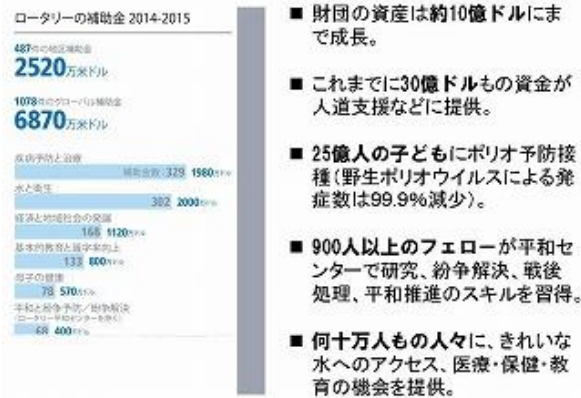 ロータリーの補助金 2014-2015
487件の地区補助金
2520万米ドル
1078件のグローバル補助金
6870万米ドル
疾病予防と治療
補助金数:329 1980万ドル
水と衛生
302 2000万ドル
経済と地域社会の発展
168 1120万ドル
基本的教育と識字率向上
133 800万ドル
母子の健康
78 570万ドル
平和と紛争予防/紛争解決
(ロータリー平和センターを除く)
68 400万ドル
■ 財団の資産は約10億ドルにま
で成長。
■ これまでに30億ドルもの資金が
人道支援などに提供。
■ 25億人の子どもにポリオ予防接
種(野生ポリオウイルスによる発
症数は99.9%減少)。
■ 900人以上のフェローが平和セ
ンターで研究、紛争解決、戦後
処理、平和推進のスキルを習得。
■ 何十万人もの人々に、きれいな
水へのアクセス、医療・保健・教
育の機会を提供。